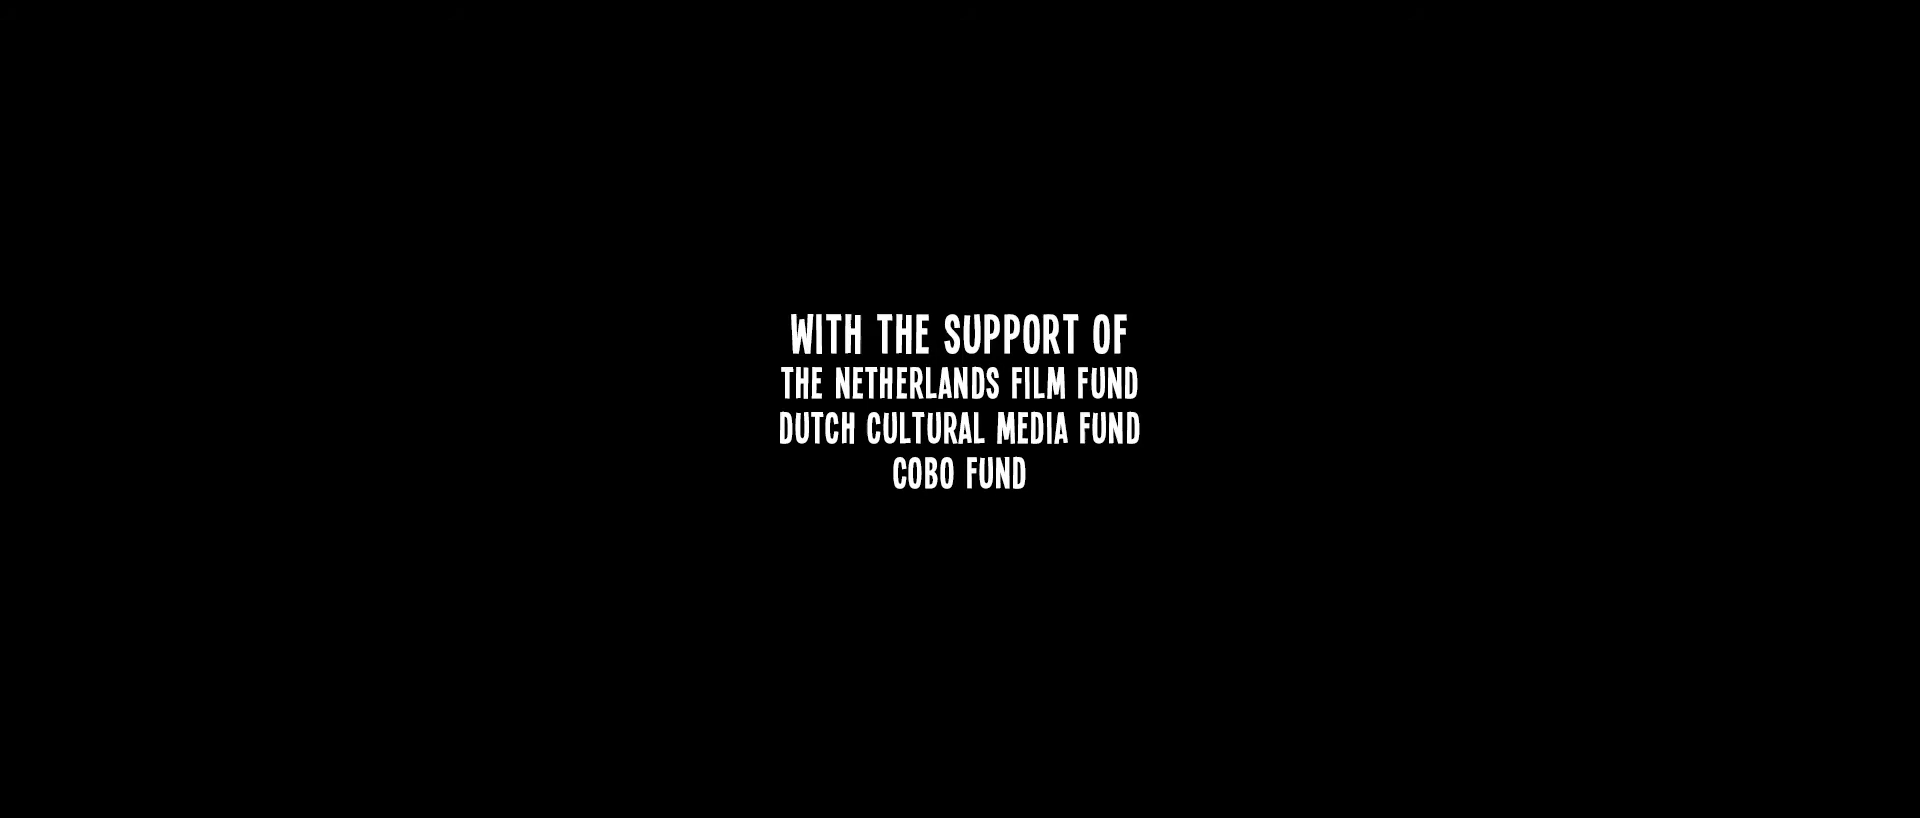 WITH THE SUPPORT OF
THE NETHERLANDS FILM FUND
DUTCH CULTURAL MEDIA FUND
COBO FUND